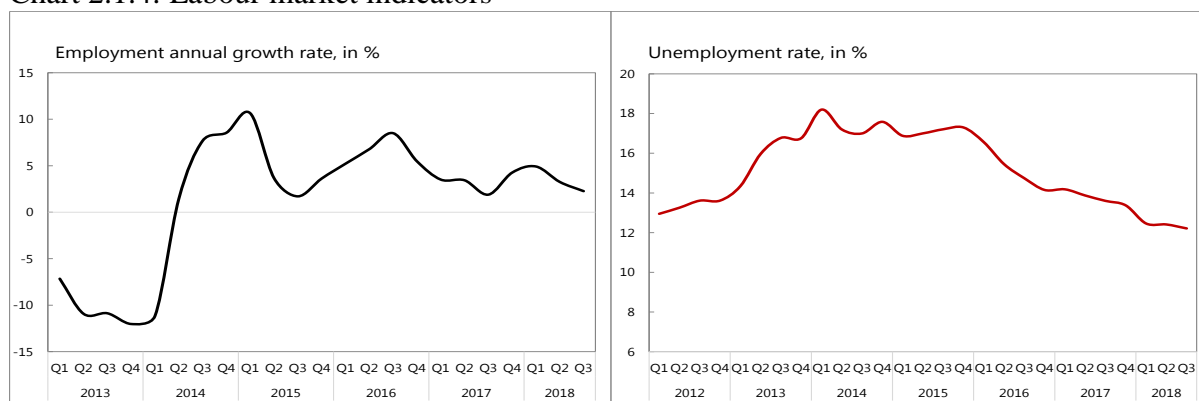 Chart 2.1.4: Labour market indicators
Employment annual growth rate, in %
15
10
5
0
-5
-10
-15
Q1 Q2 Q3 Q4 Q1 Q2 Q3 Q4 Q1 Q2 Q3 Q4 Q1 Q2 Q3 Q4 Q1 Q2 Q3 Q4 Q1 Q2 Q3
2013 2014 2015 2016 2017 2018
Unemployment rate, in %
20
18
16
14
12
10
8
6
Q1 Q2 Q3 Q4 Q1 Q2 Q3 Q4 Q1 Q2 Q3 Q4 Q1 Q2 Q3 Q4 Q1 Q2 Q3 Q4 Q1 Q2 Q3 Q4 Q1 Q2 Q3
2012 2013 2014 2015 2016 2017 2018